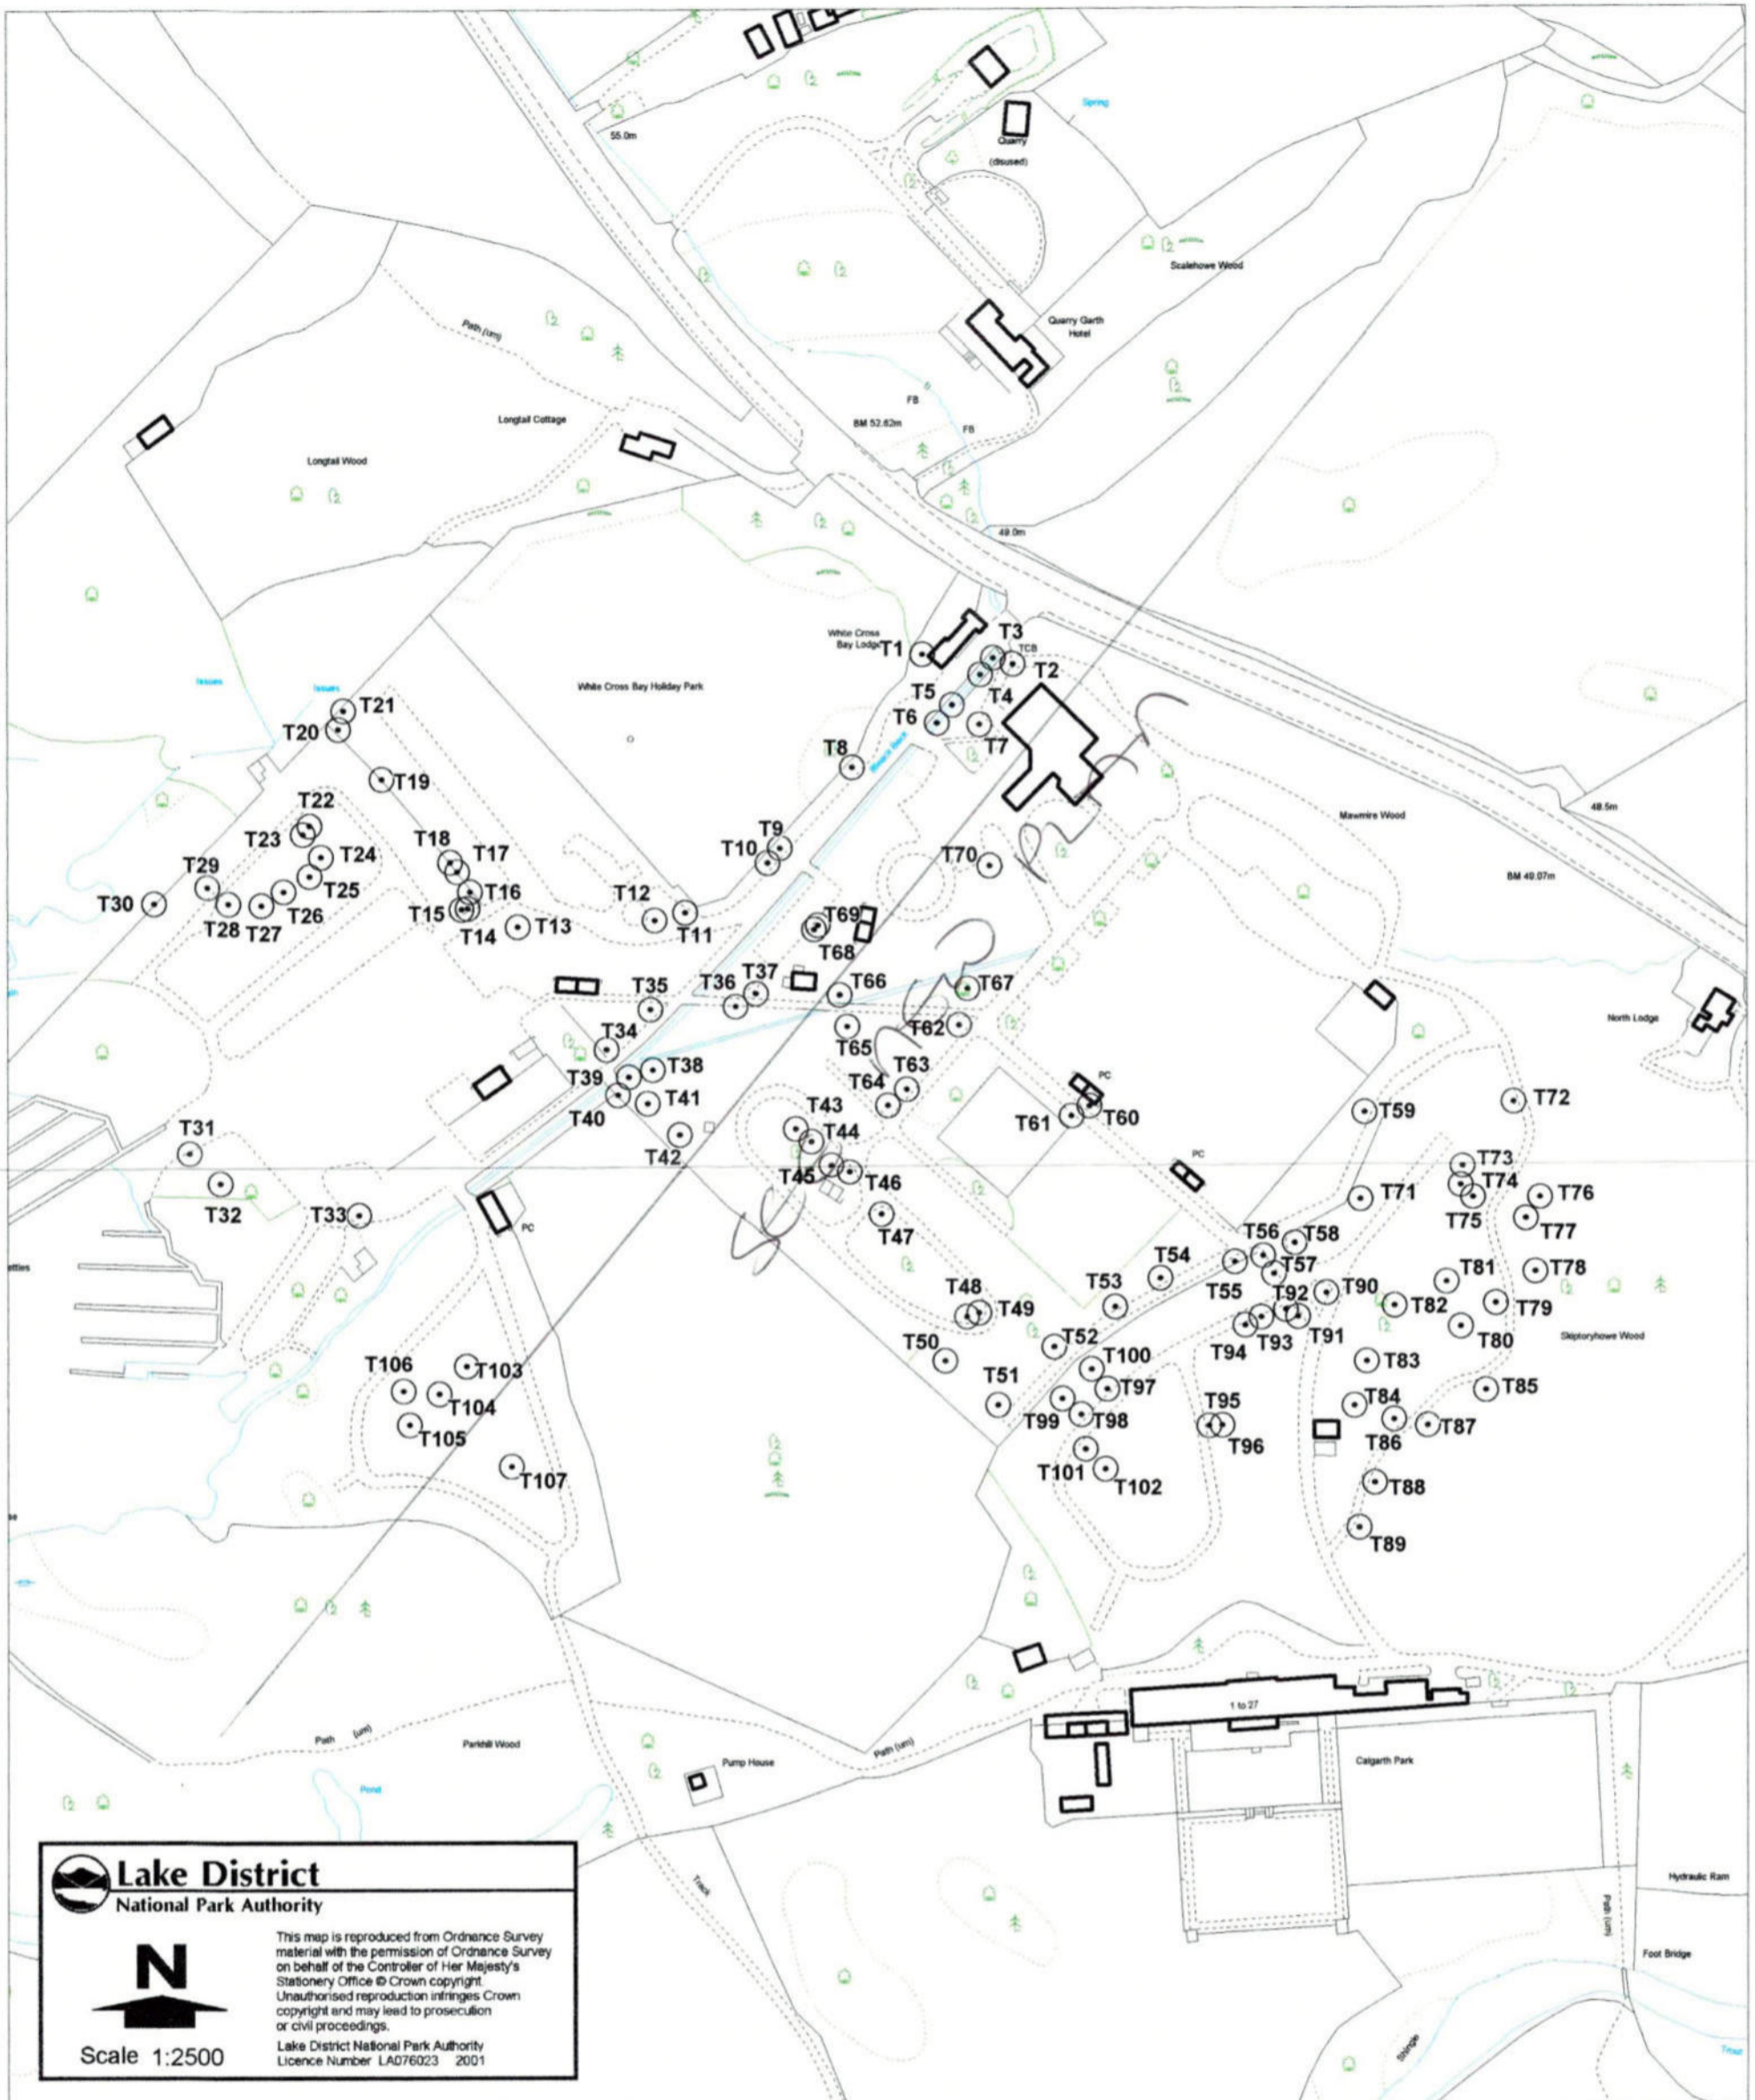 55.0m
Spring
Quarry
(disused)
Scalehowe Wood
Quarry Garth
Hotel
Path (um)
FB
BM 52.62m
FB
Longtail Cottage
Longtail Wood
49.0m
White Cross
Bay Lodge
T1
T3
TCB
T2
Issues
Issues
White Cross Bay Holiday Park
T5
T4
T21
T6
T20
T7
T8
T19
48.5m
Mawmire Wood
T22
T9
T23
T18
T10
T24
T17
T70
BM 49.07m
T29
T25
T16
T12
T30
T26
T15
T69
T28
T27
T14
T13
T11
T68
T37
T66
T67
T36
T35
North Lodge
T62
T34
T65
PC
T39
T38
T63
T64
T72
T41
T43
T59
T40
T61
T60
T31
T44
T42
PC
T73
T45
T46
T74
T71
T76
T32
T33
T75
PC
T47
T77
T56
T58
T54
T57
T81
T78
T53
T55
T92
T90
T48
T49
T82
T79
T91
T80
Skiptoryhowe Wood
T50
T52
T94
T93
T106
T103
T100
T83
T51
T97
T85
T104
T95
T84
T99
T98
T105
T96
T86
T87
T101
T107
T102
T88
T89
1 to 27
Path (um)
Parkhill Wood
Path (um)
Pump House
Calgarth Park
Pond
Track
Hydraulic Ram
Path (um)
Foot Bridge
Shingle
Lake District
National Park Authority
N
Scale 1:2500
This map is reproduced from Ordnance Survey
material with the permission of Ordnance Survey
on behalf of the Controller of Her Majesty's
Stationery Office © Crown copyright.
Unauthorised reproduction infringes Crown
copyright and may lead to prosecution
or civil proceedings.
Lake District National Park Authority
Licence Number LA076023 2001